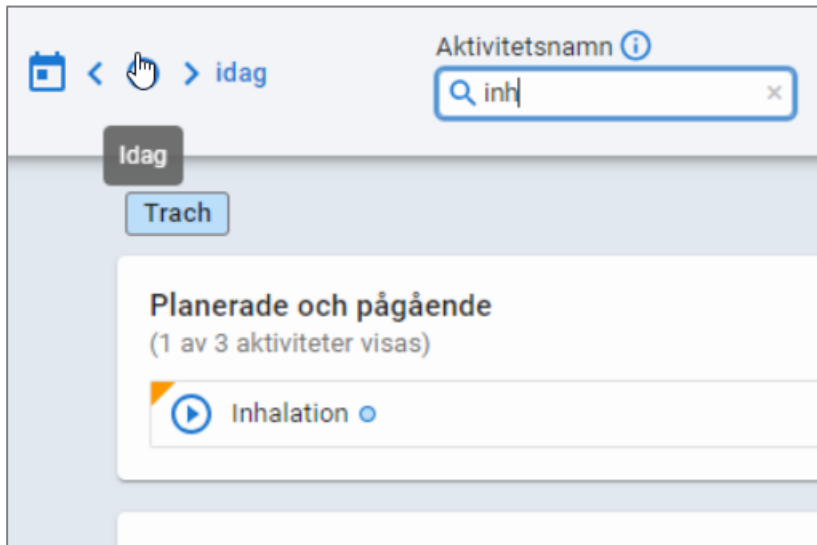 idag
Aktivitetsnamn
inh
Idag
Trach
Planerade och pågående
(1 av 3 aktiviteter visas)
Inhalation